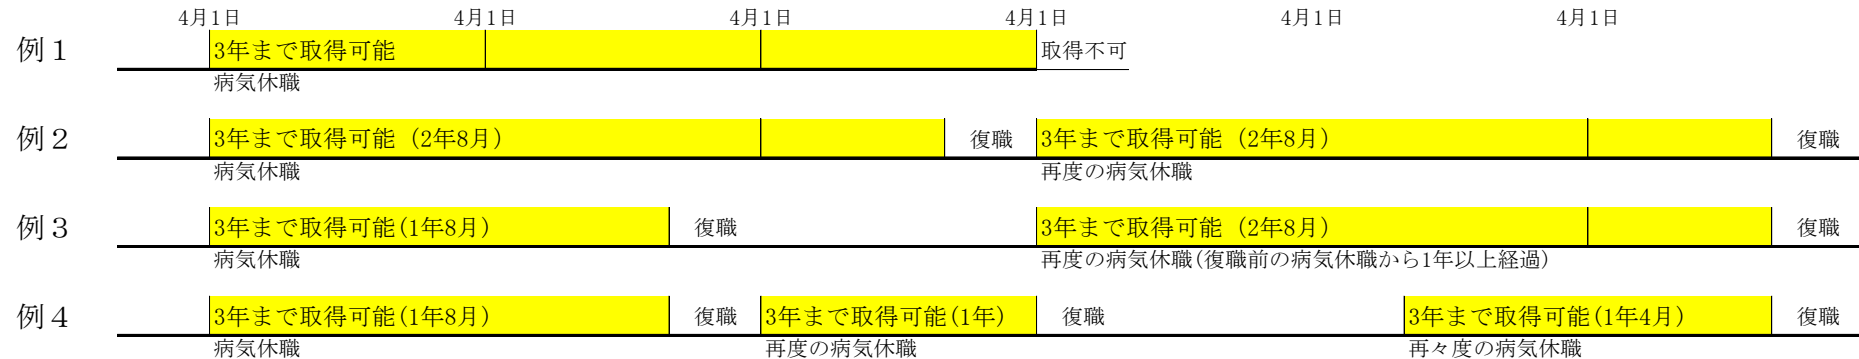 4月1日 4月1日 4月1日 4月1日 4月1日 4月1日
例1 3年まで取得可能 取得不可
病気休職
例2 3年まで取得可能 (2年8月) 復職 3年まで取得可能 (2年8月) 復職
病気休職 再度の病気休職
例3 3年まで取得可能(1年8月) 復職 3年まで取得可能 (2年8月) 復職
病気休職 再度の病気休職(復職前の病気休職から1年以上経過)
例4 3年まで取得可能(1年8月) 復職 3年まで取得可能(1年) 復職 3年まで取得可能(1年4月) 復職
病気休職 再度の病気休職 再々度の病気休職